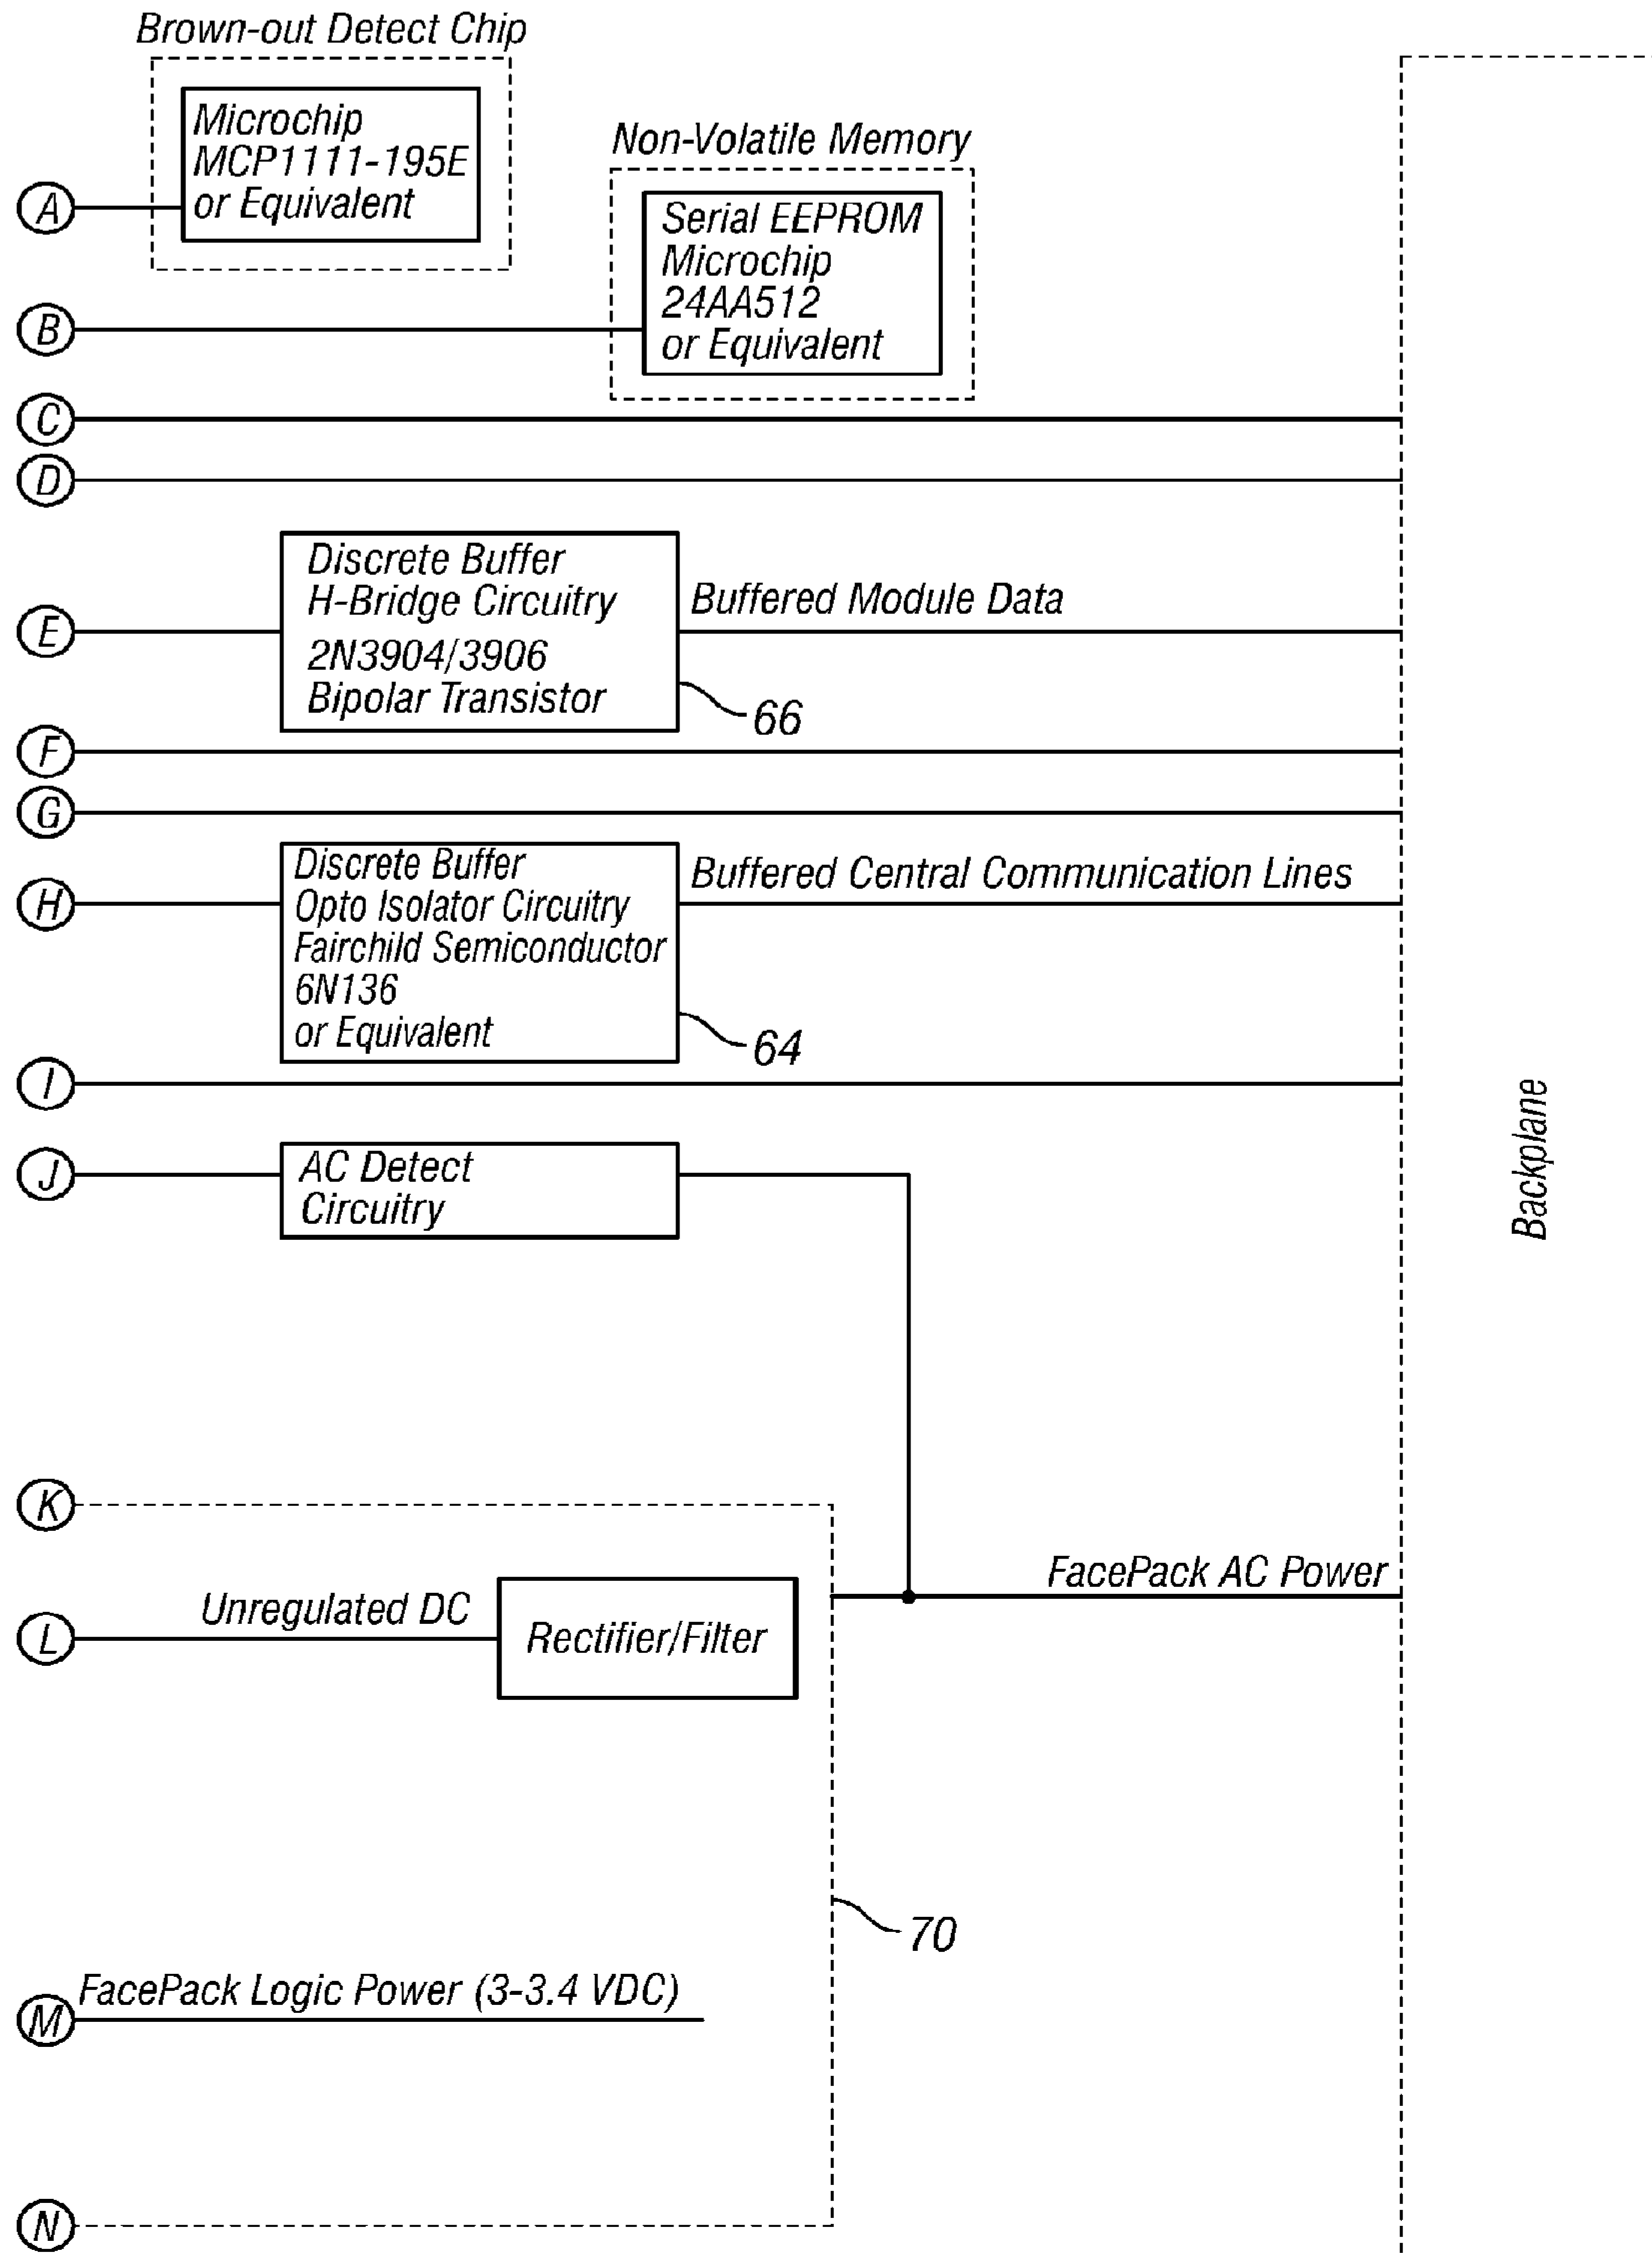 Brown-out Detect Chip
Microchip
MCP1111-195E
or Equivalent
A
Non-Volatile Memory
Serial EEPROM
Microchip
24AA512
or Equivalent
B
C
D
Discrete Buffer
H-Bridge Circuitry
2N3904/3906
Bipolar Transistor
Buffered Module Data
E
66
F
G
Discrete Buffer
Opto Isolator Circuitry
Fairchild Semiconductor
6N136
or Equivalent
Buffered Central Communication Lines
H
64
I
Backplane
J
AC Detect
Circuitry
K
FacePack AC Power
Unregulated DC
L
Rectifier/Filter
70
FacePack Logic Power (3-3.4 VDC)
M
N